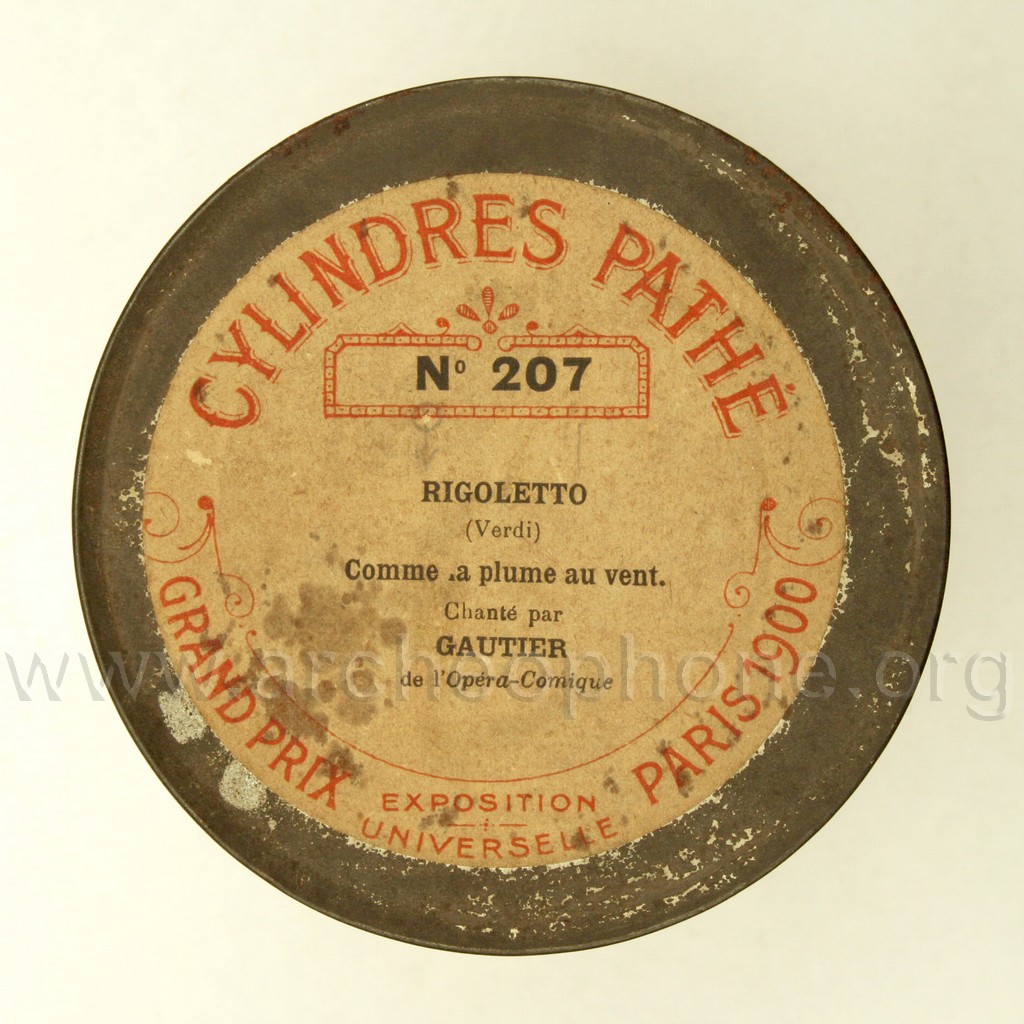 CYLINDRES PATHÉ
Nº 207
RIGOLETTO
(Verdi)
Comme .a plume au vent.
Chanté par
GAUTIER
de l'Opéra-Comique
GRAND PRIX
EXPOSITION
UNIVERSELLE
PARIS 1900
www.archeophone.org